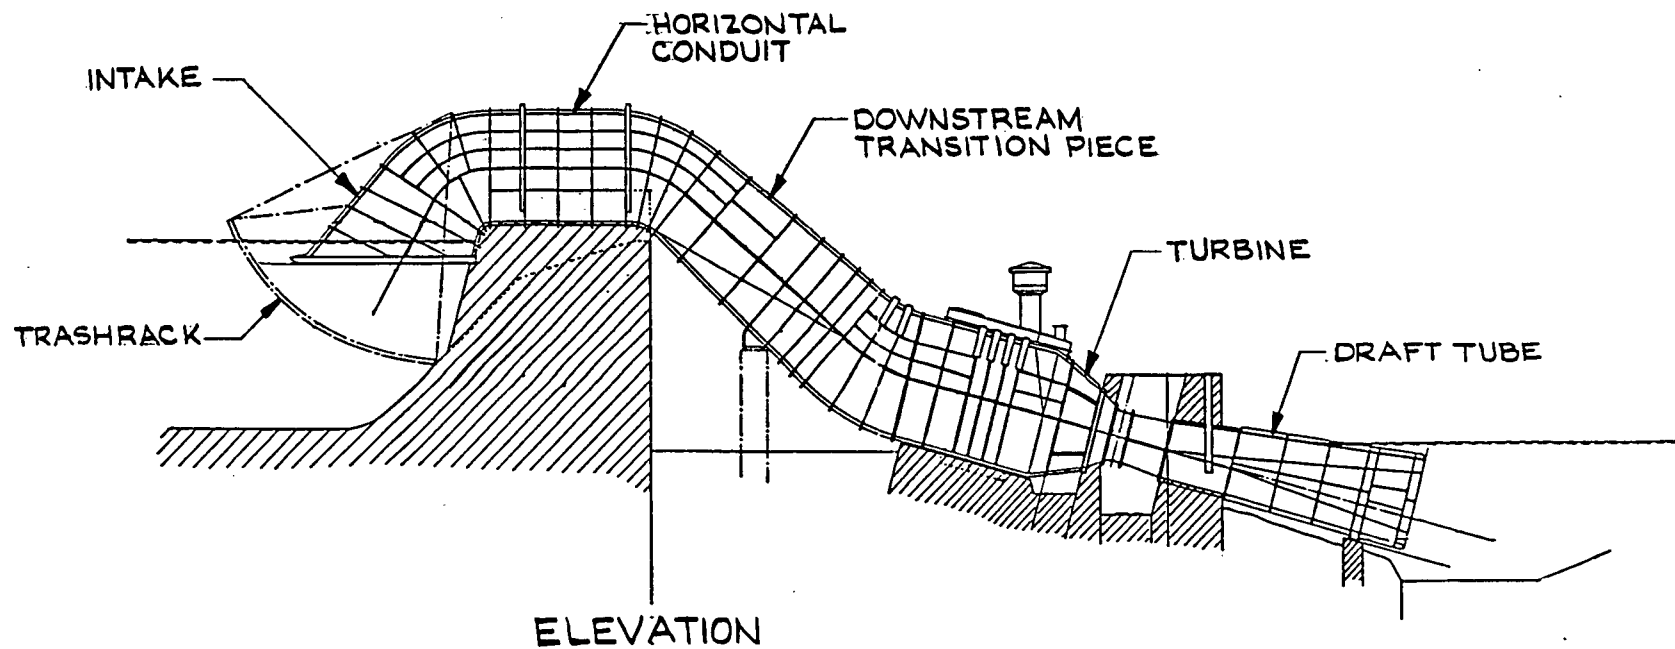 HORIZONTAL
CONDUIT
INTAKE
DOWNSTREAM
TRANSITION PIECE
TURBINE
TRASHRACK
DRAFT TUBE
ELEVATION